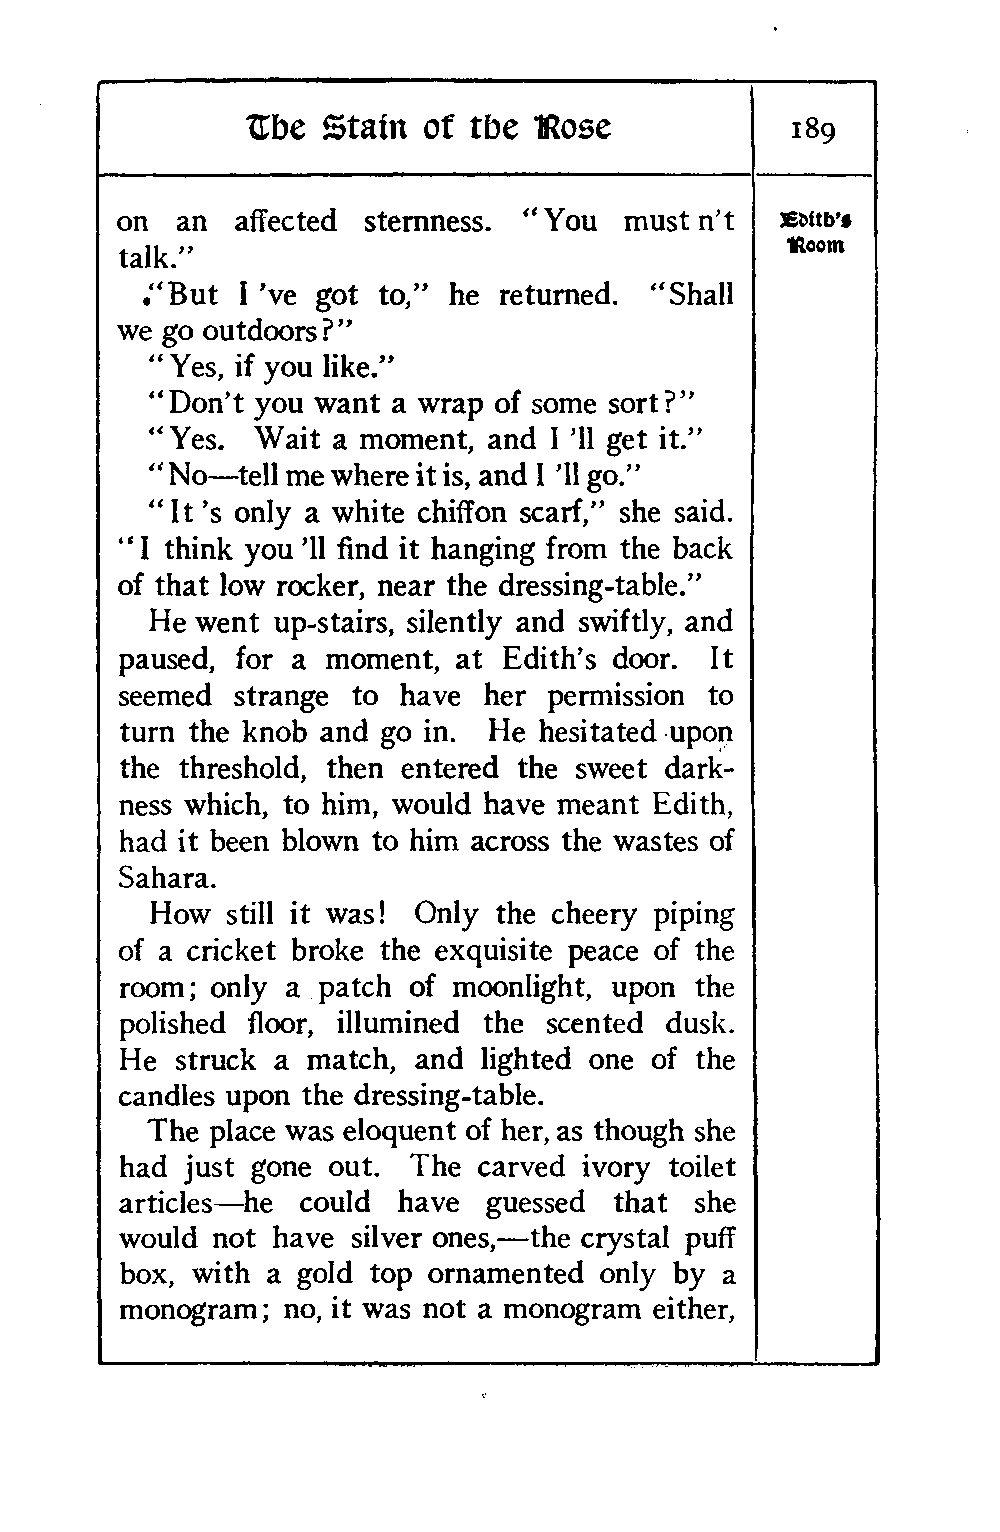 The Stain of the Rose
189
Edith's
Room
on an affected sternness. "You must n't
talk."
"But I 've got to," he returned. "Shall
we go outdoors?"
"Yes, if you like."
"Don't you want a wrap of some sort?"
"Yes. Wait a moment, and I 'll get it."
"No—tell me where it is, and I 'll go."
"It 's only a white chiffon scarf," she said.
"I think you 'll find it hanging from the back
of that low rocker, near the dressing-table."
He went up-stairs, silently and swiftly, and
paused, for a moment, at Edith's door. It
seemed strange to have her permission to
turn the knob and go in. He hesitated upon
the threshold, then entered the sweet dark-
ness which, to him, would have meant Edith,
had it been blown to him across the wastes of
Sahara.
How still it was! Only the cheery piping
of a cricket broke the exquisite peace of the
room; only a patch of moonlight, upon the
polished floor, illumined the scented dusk.
He struck a match, and lighted one of the
candles upon the dressing-table.
The place was eloquent of her, as though she
had just gone out. The carved ivory toilet
articles—he could have guessed that she
would not have silver ones,—the crystal puff
box, with a gold top ornamented only by a
monogram; no, it was not a monogram either,